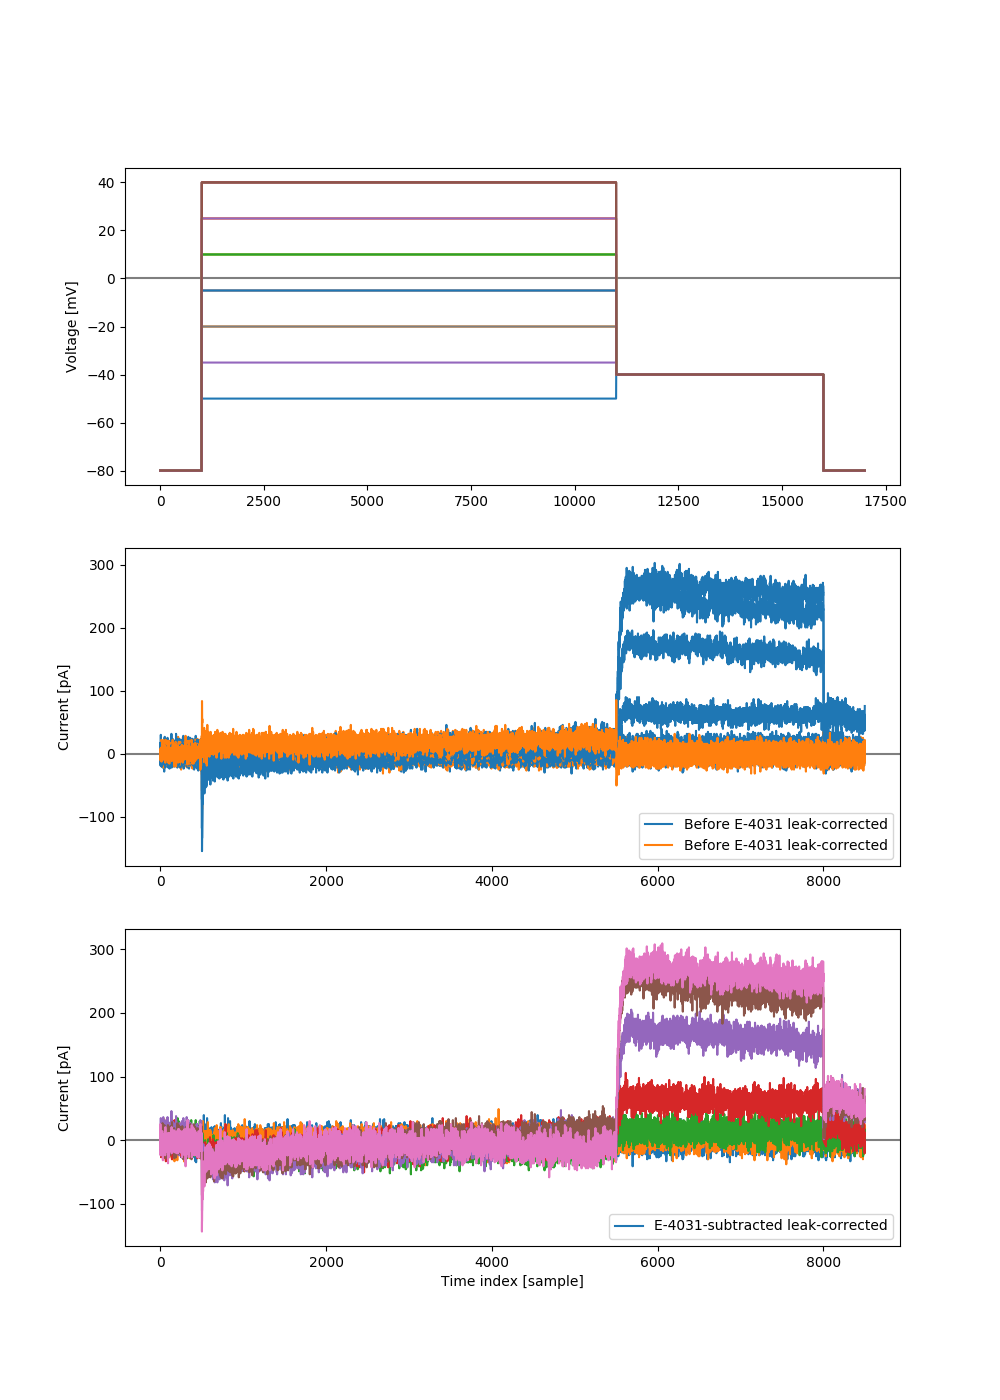 40
20
0
−20
−40
−60
−80
Voltage [mV]
0 2500 5000 7500 10000 12500 15000 17500
300
200
100
0
−100
Current [pA]
Before E-4031 leak-corrected
Before E-4031 leak-corrected
0 2000 4000 6000 8000
300
200
100
0
−100
Current [pA]
E-4031-subtracted leak-corrected
0 2000 4000 6000 8000
Time index [sample]